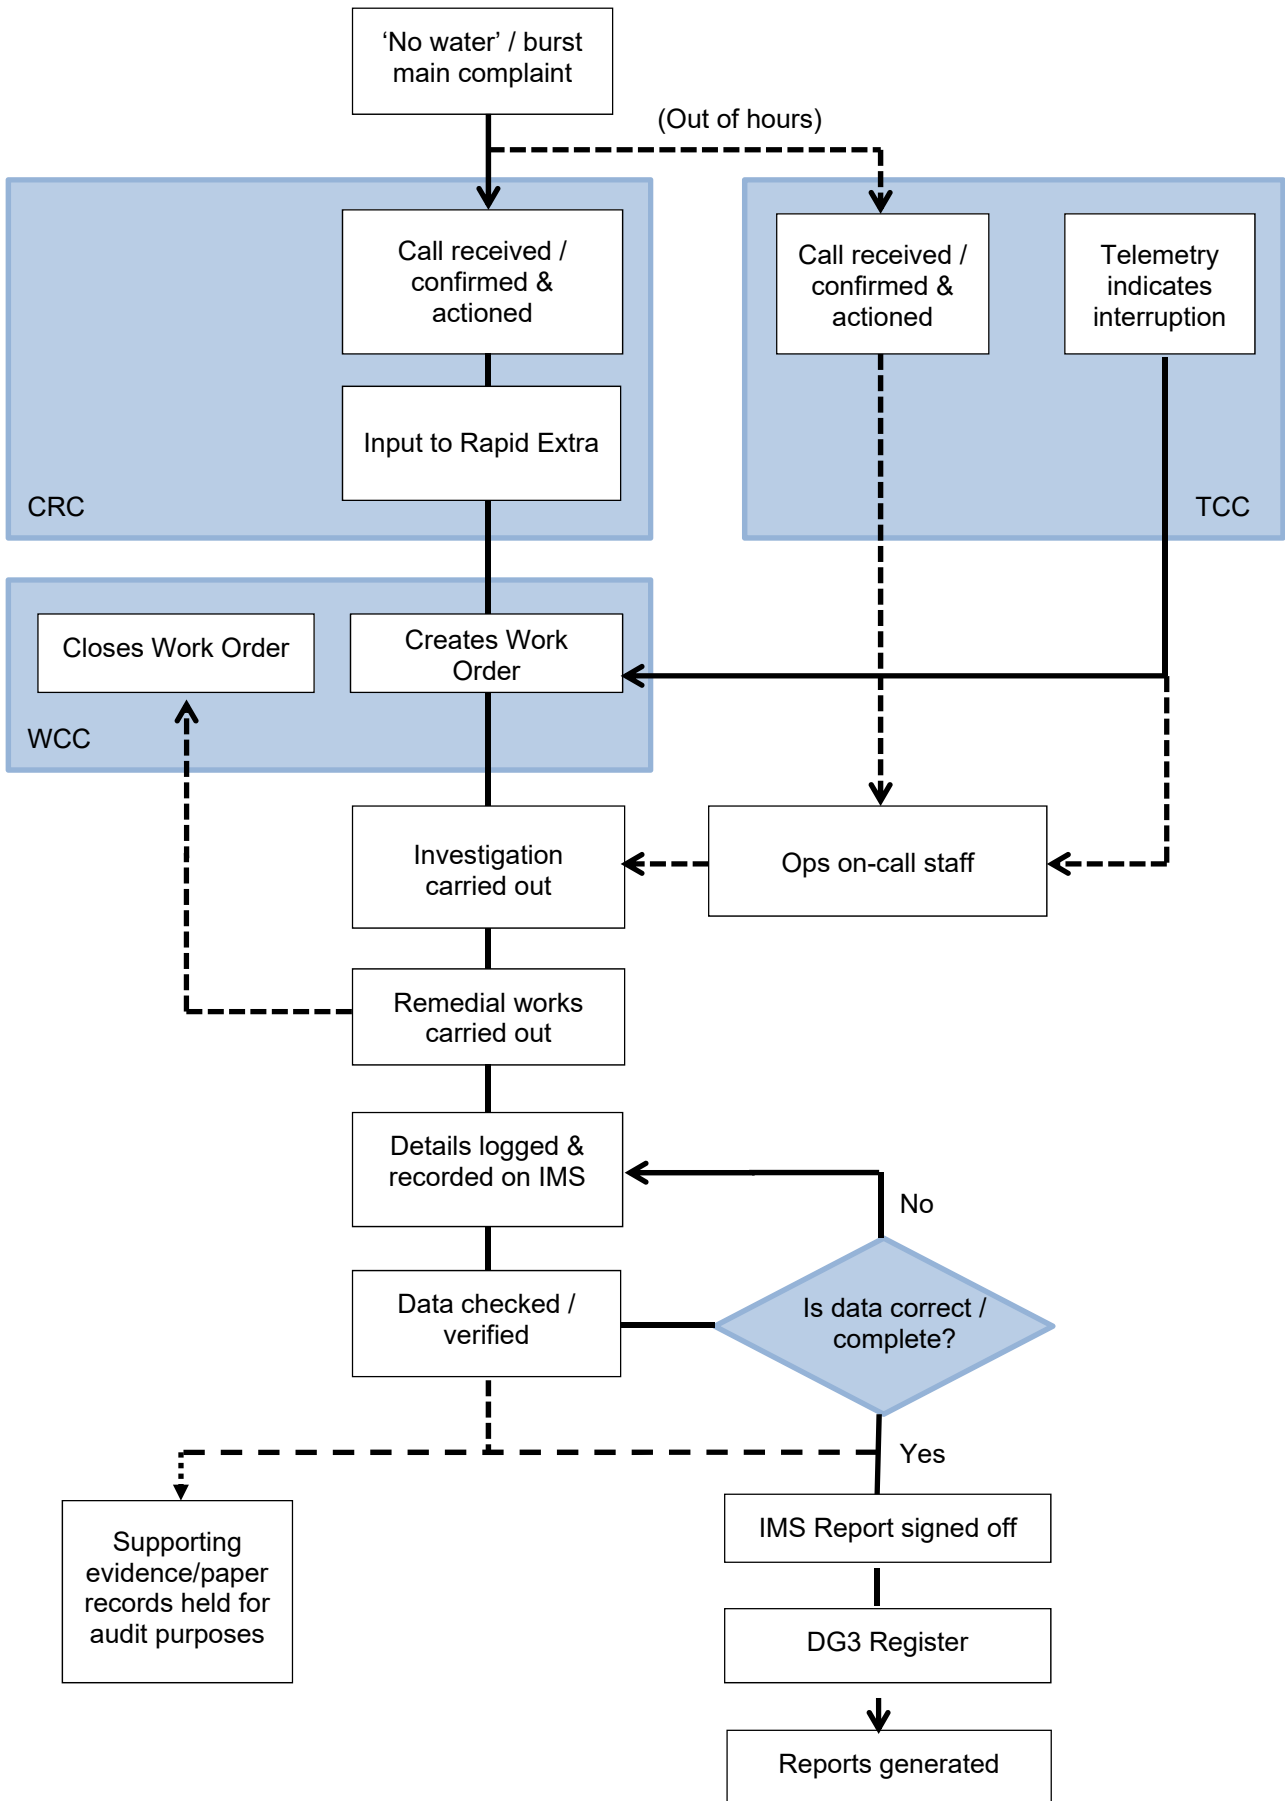 ‘No water’ / burst
main complaint
(Out of hours)
Call received /
confirmed &
actioned
Call received /
confirmed &
actioned
Telemetry
indicates
interruption
Input to Rapid Extra
CRC
TCC
Closes Work Order
Creates Work
Order
WCC
Investigation
carried out
Ops on-call staff
Remedial works
carried out
Details logged &
recorded on IMS
No
Data checked /
verified
Is data correct /
complete?
Yes
Supporting
evidence/paper
records held for
audit purposes
IMS Report signed off
DG3 Register
Reports generated